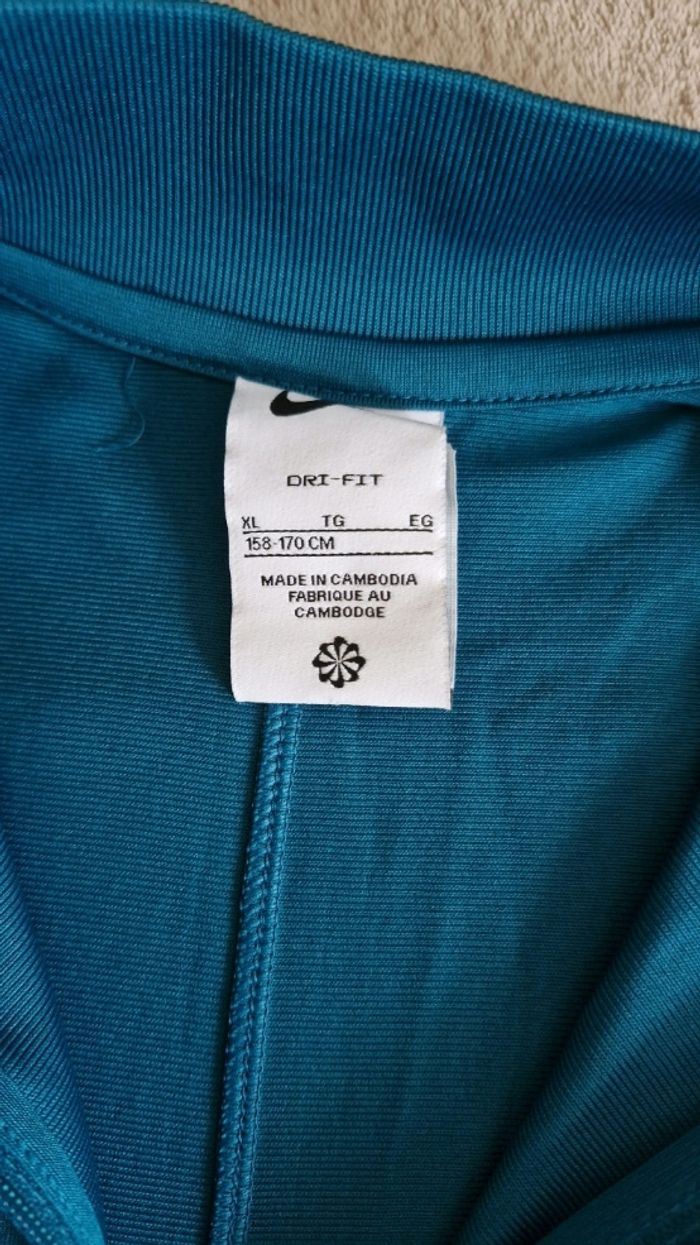 DRI-FIT
XL TG EG
158-170 CM
MADE IN CAMBODIA
FABRIQUE AU
CAMBODGE